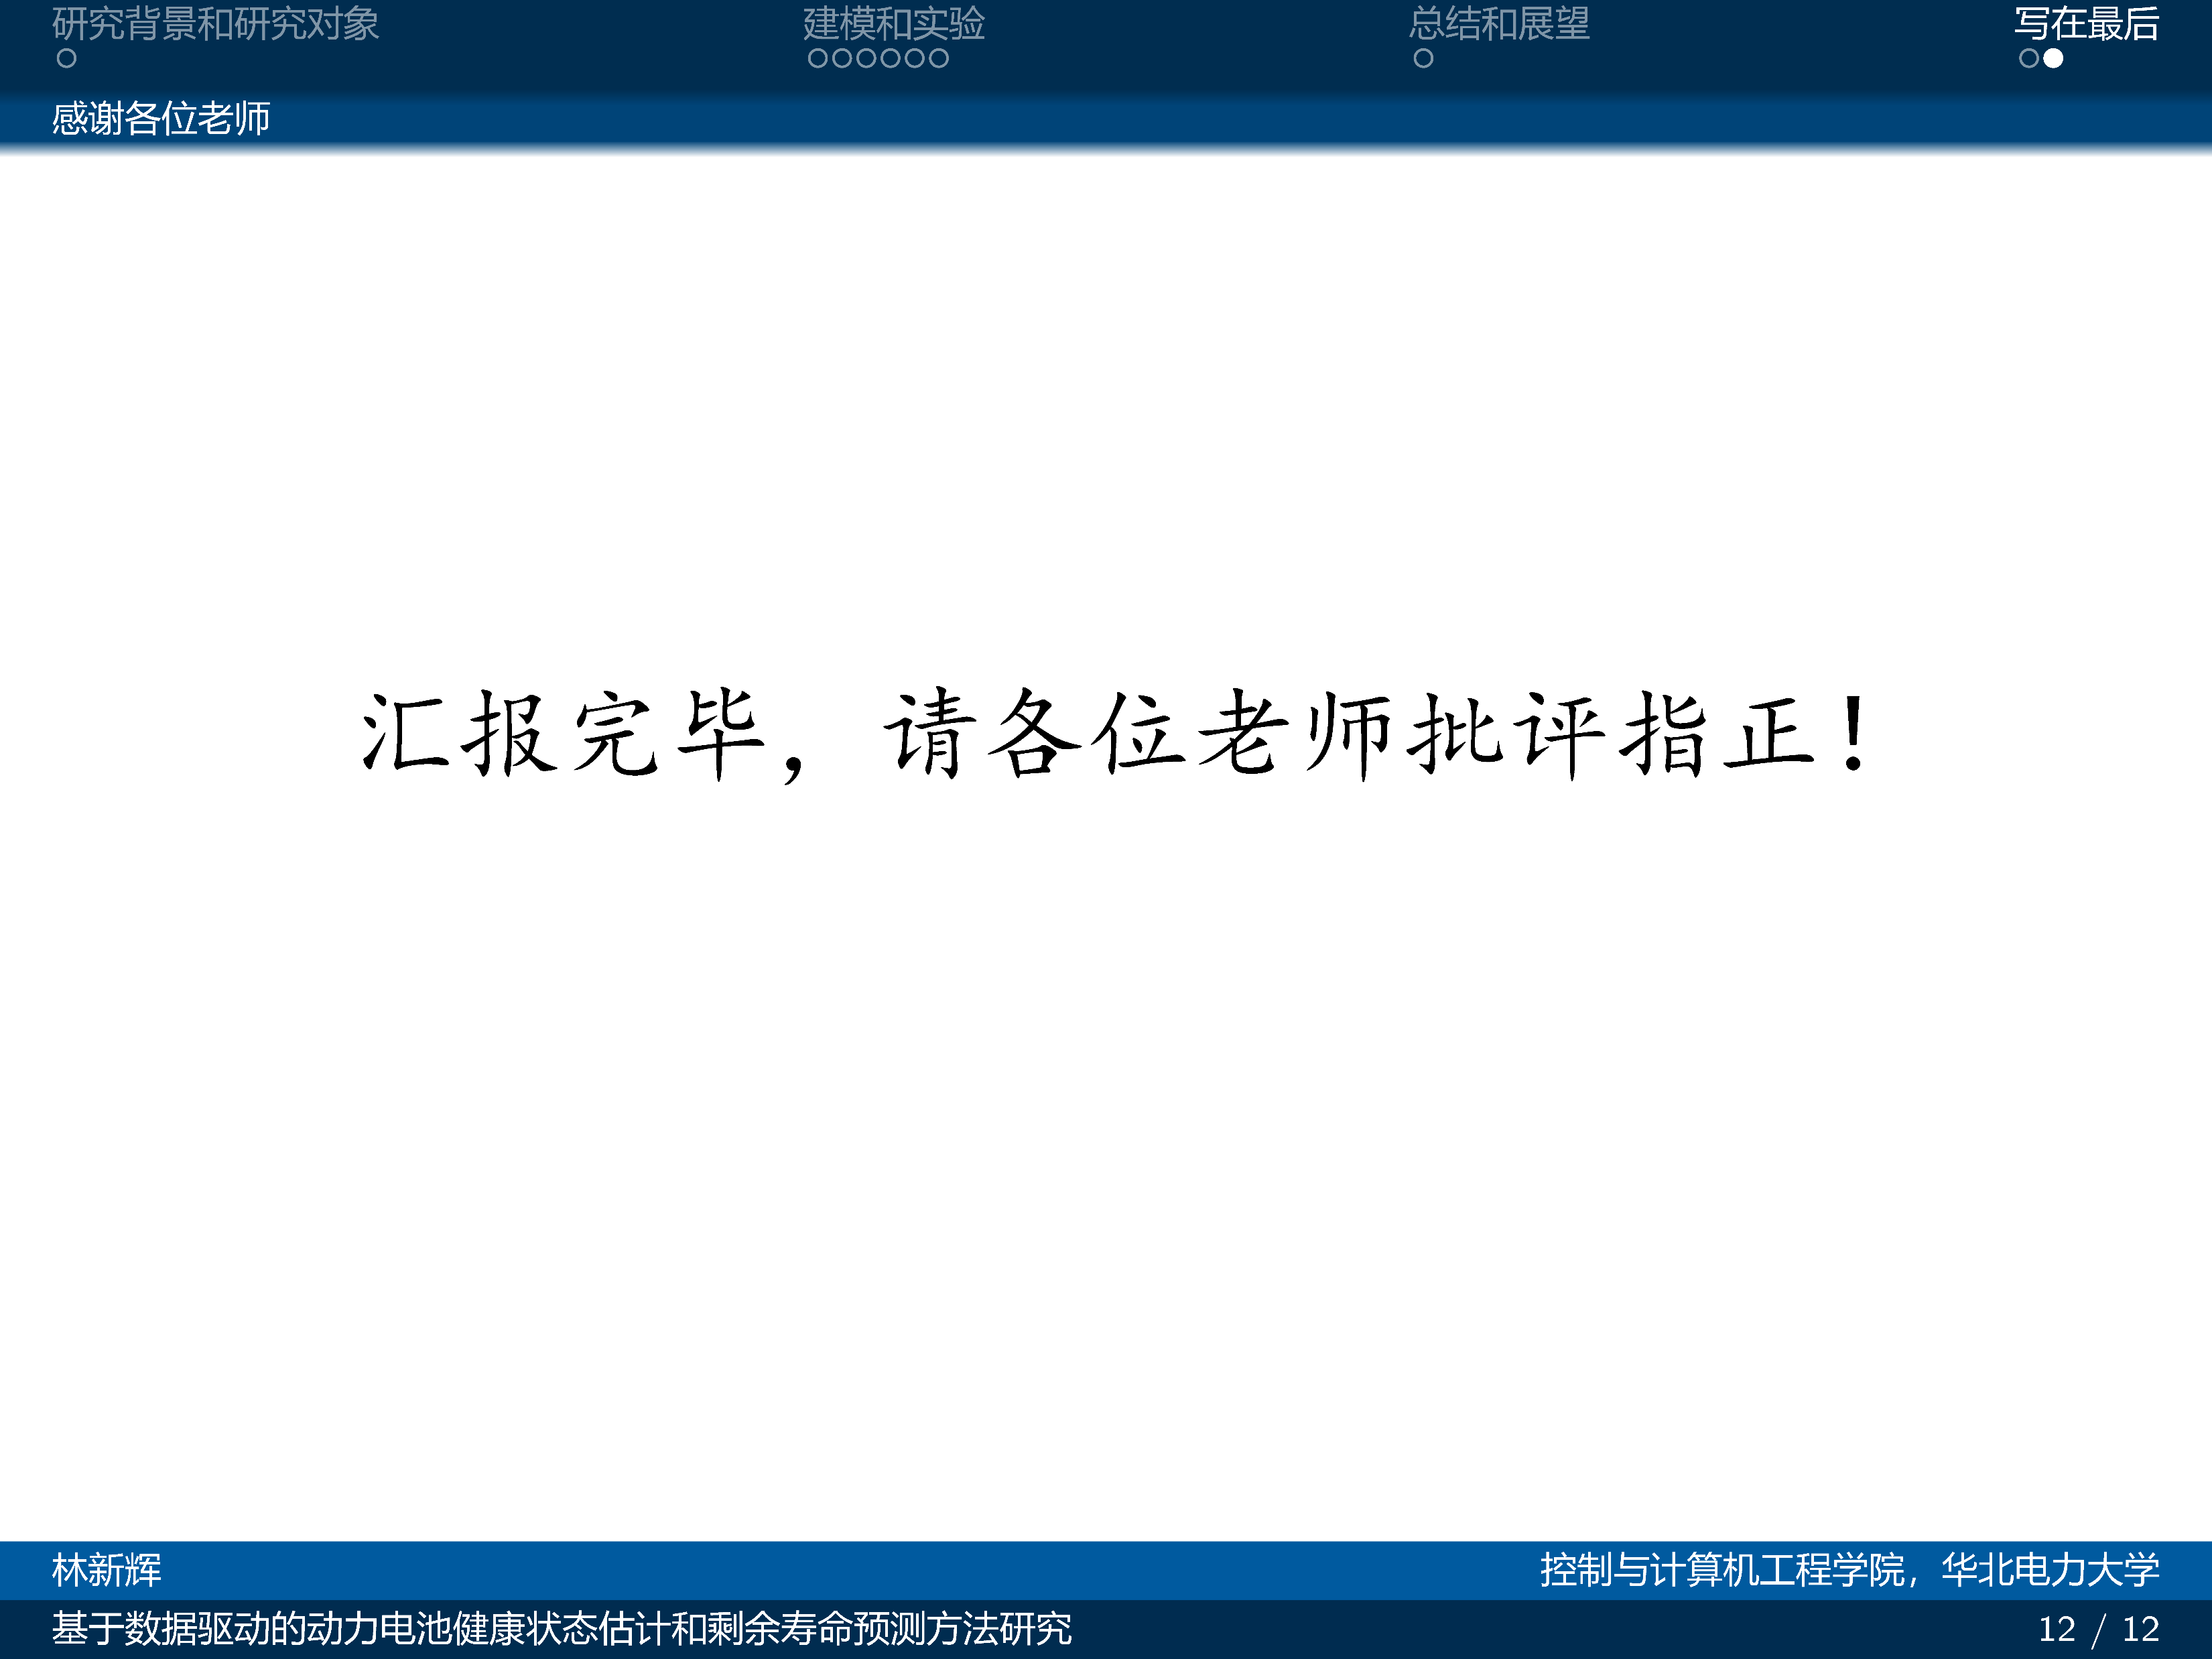 研究背景和研究对象 建模和实验 总结和展望 写在最后
感谢各位老师
汇报完毕，请各位老师批评指正！
林新辉 控制与计算机工程学院，华北电力大学
基于数据驱动的动力电池健康状态估计和剩余寿命预测方法研究 12 / 12